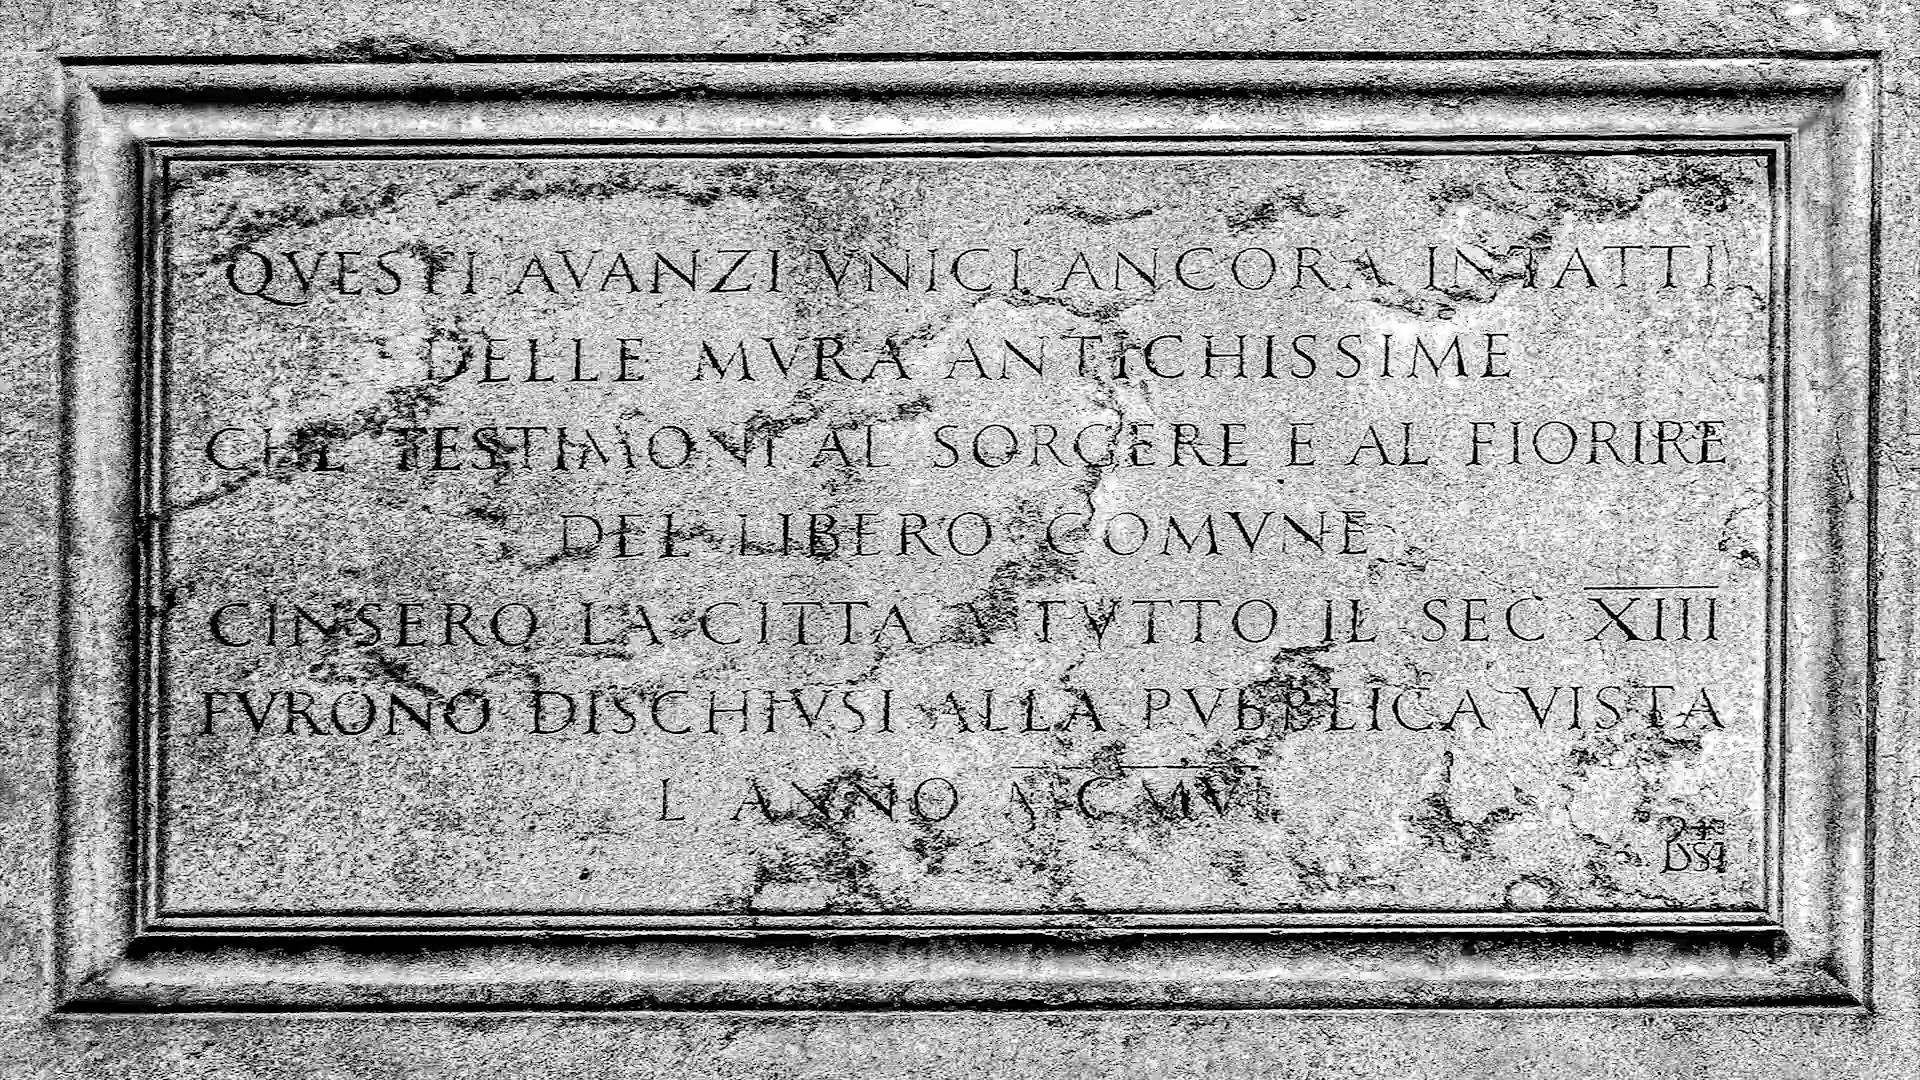 QVESTI AVANZI VNICI ANCORA INTATTI
DELLE MVRA ANTICHISSIME
CHE TESTIMONI AL SORGERE E AL FIORIRE
DEL LIBERO COMVNE
CINSERO LA CITTA A TVTTO IL SEC XIII
FVRONO DISCHIVSI ALLA PVBBLICA VISTA
L ANNO MCMVI